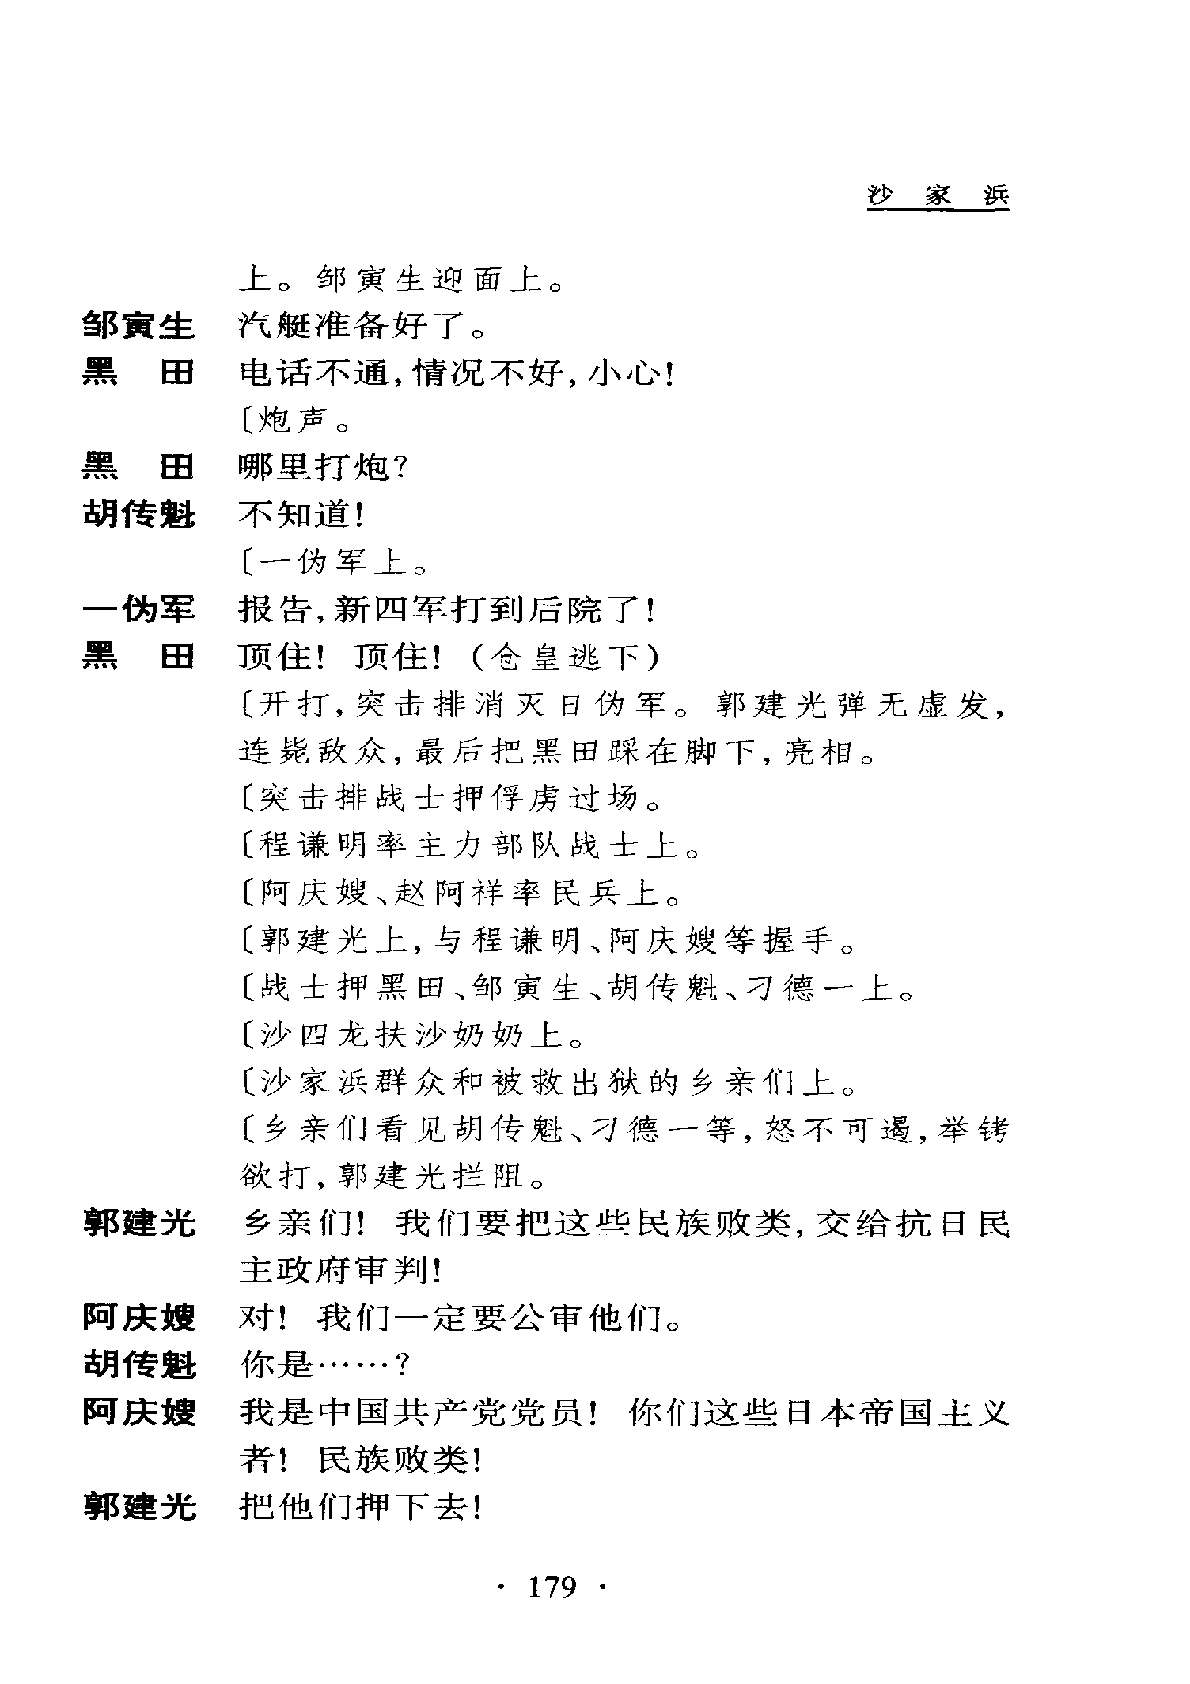 沙 家 浜
上。邹寅生迎面上。
邹寅生 汽艇准备好了。
黑 田 电话不通,情况不好,小心!
〔炮声。
黑 田 哪里打炮?
胡传魁 不知道!
〔一伪军上。
一伪军 报告,新四军打到后院了!
黑 田 顶住! 顶住! (仓皇逃下)
〔开打,突击排消灭日伪军。郭建光弹无虚发,
连毙敌众,最后把黑田踩在脚下,亮相。
〔突击排战士押俘虏过场。
〔程谦明率主力部队战士上。
〔阿庆嫂、赵阿祥率民兵上。
〔郭建光上,与程谦明、阿庆嫂等握手。
〔战士押黑田、邹寅生、胡传魁、刁德一上。
〔沙四龙扶沙奶奶上。
〔沙家浜群众和被救出狱的乡亲们上。
〔乡亲们看见胡传魁、刁德一等,怒不可遏,举铐
欲打,郭建光拦阻。
郭建光 乡亲们! 我们要把这些民族败类,交给抗日民
主政府审判!
阿庆嫂 对! 我们一定要公审他们。
胡传魁 你是……?
阿庆嫂 我是中国共产党党员! 你们这些日本帝国主义
者! 民族败类!
郭建光 把他们押下去!
· 179 ·